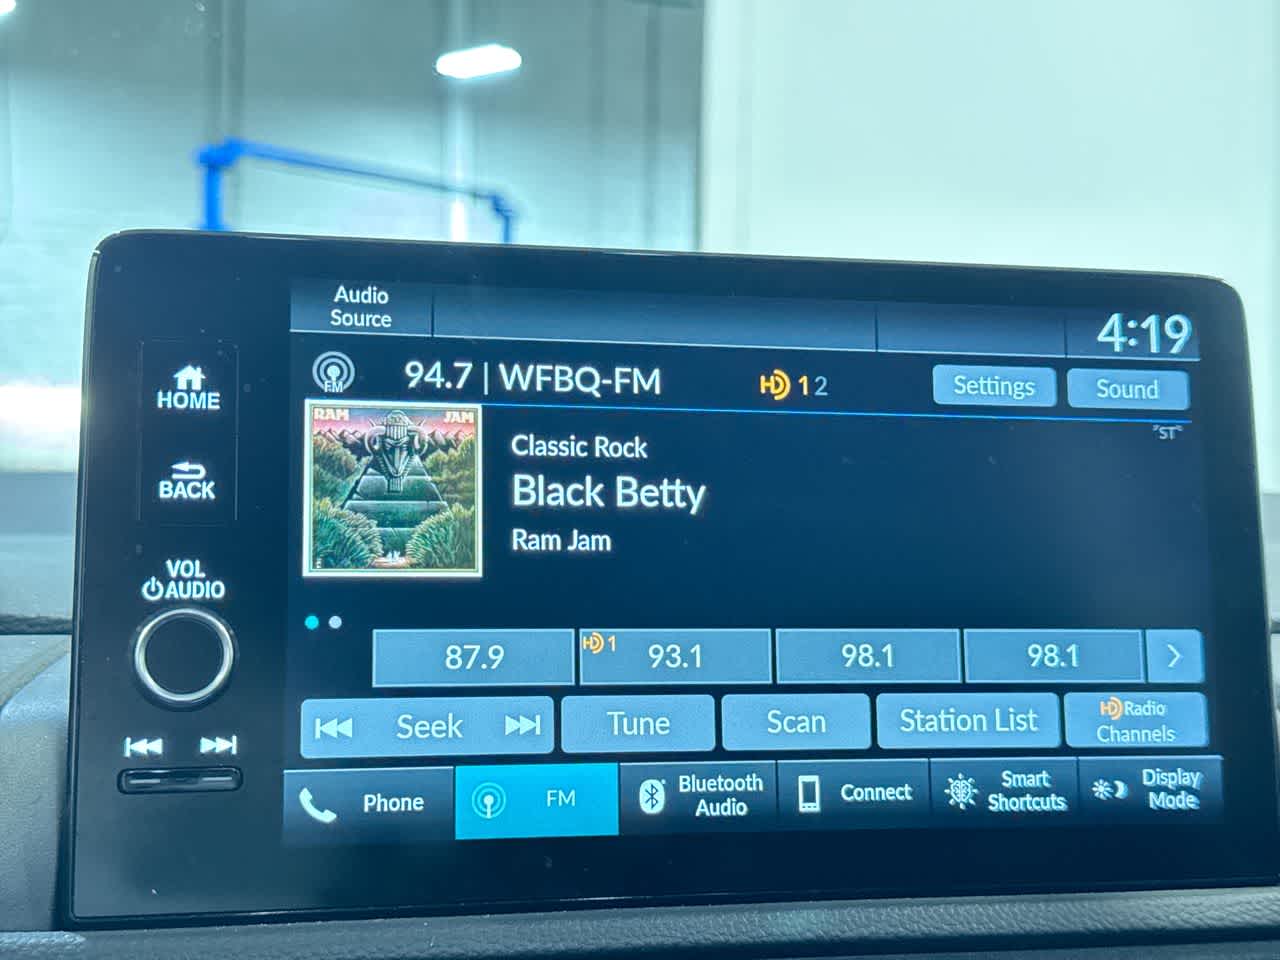 Audio
Source
4:19
FM
94.7 | WFBQ-FM
HD 1 2
Settings
Sound
"ST"
RAM JAM
Classic Rock
Black Betty
Ram Jam
HOME
BACK
VOL
AUDIO
87.9
HD 1
93.1
98.1
98.1
Seek
Tune
Scan
Station List
HD Radio
Channels
Phone
FM
Bluetooth
Audio
Connect
Smart
Shortcuts
Display
Mode